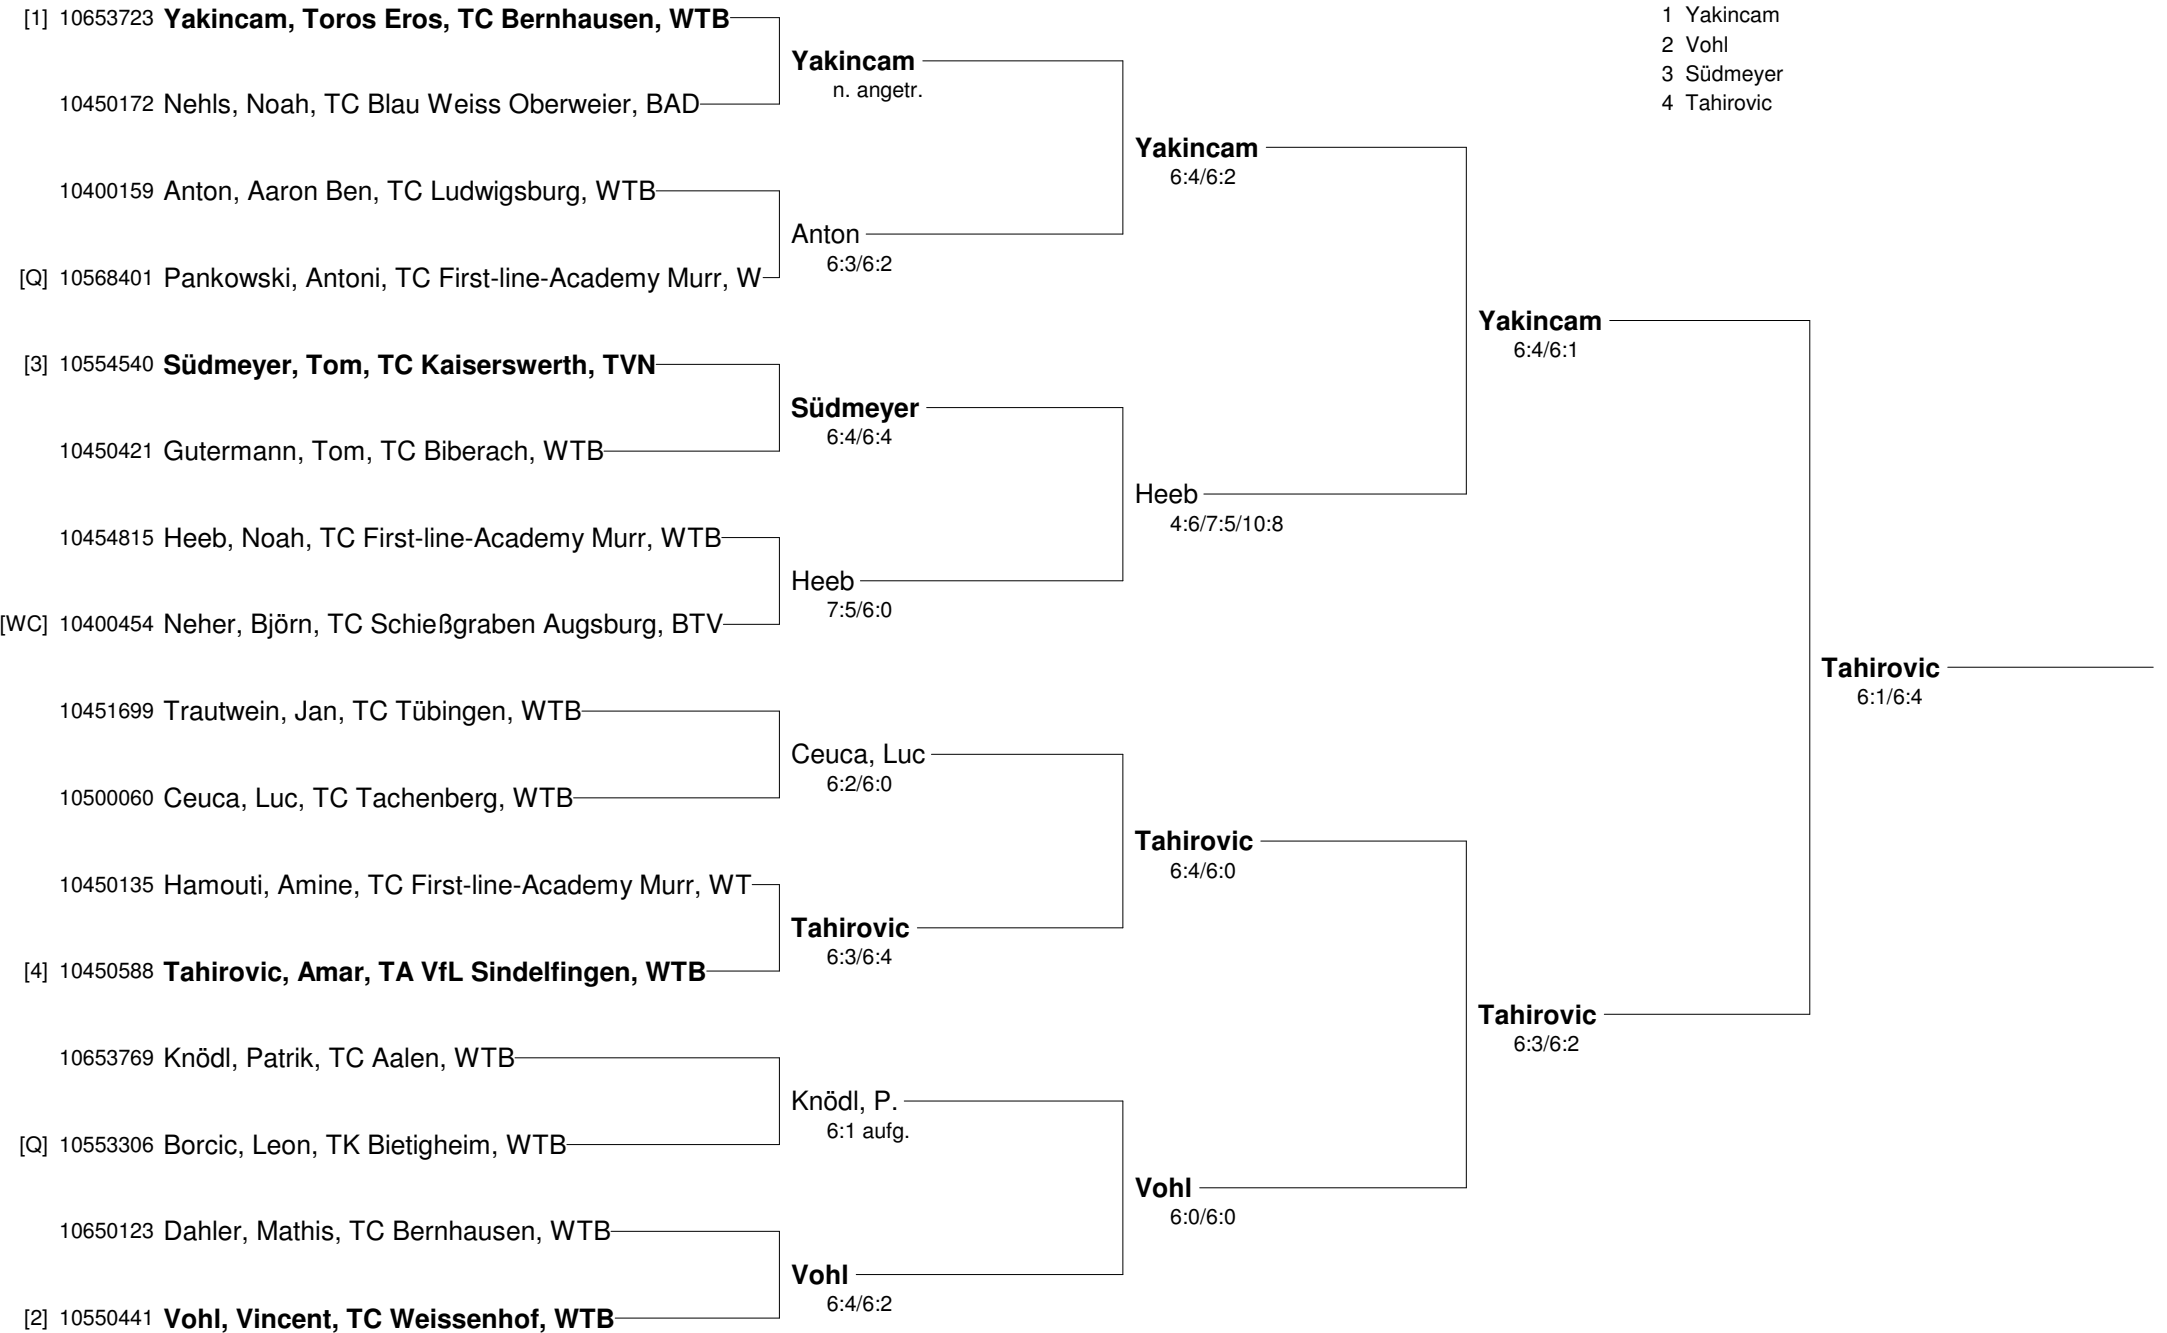 [1] 10653723 Yakincam, Toros Eros, TC Bernhausen, WTB
10450172 Nehls, Noah, TC Blau Weiss Oberweier, BAD
10400159 Anton, Aaron Ben, TC Ludwigsburg, WTB
[Q] 10568401 Pankowski, Antoni, TC First-line-Academy Murr, W
[3] 10554540 Südmeyer, Tom, TC Kaiserswerth, TVN
10450421 Gutermann, Tom, TC Biberach, WTB
10454815 Heeb, Noah, TC First-line-Academy Murr, WTB
[WC] 10400454 Neher, Björn, TC Schießgraben Augsburg, BTV
10451699 Trautwein, Jan, TC Tübingen, WTB
10500060 Ceuca, Luc, TC Tachenberg, WTB
10450135 Hamouti, Amine, TC First-line-Academy Murr, WT
[4] 10450588 Tahirovic, Amar, TA VfL Sindelfingen, WTB
10653769 Knödl, Patrik, TC Aalen, WTB
[Q] 10553306 Borcic, Leon, TK Bietigheim, WTB
10650123 Dahler, Mathis, TC Bernhausen, WTB
[2] 10550441 Vohl, Vincent, TC Weissenhof, WTB
Yakincam
n. angetr.
Anton
6:3/6:2
Südmeyer
6:4/6:4
Heeb
7:5/6:0
Ceuca, Luc
6:2/6:0
Tahirovic
6:3/6:4
Knödl, P.
6:1 aufg.
Vohl
6:4/6:2
Yakincam
6:4/6:2
Heeb
4:6/7:5/10:8
Tahirovic
6:4/6:0
Vohl
6:0/6:0
Yakincam
6:4/6:1
Tahirovic
6:3/6:2
Tahirovic
6:1/6:4
1 Yakincam
2 Vohl
3 Südmeyer
4 Tahirovic